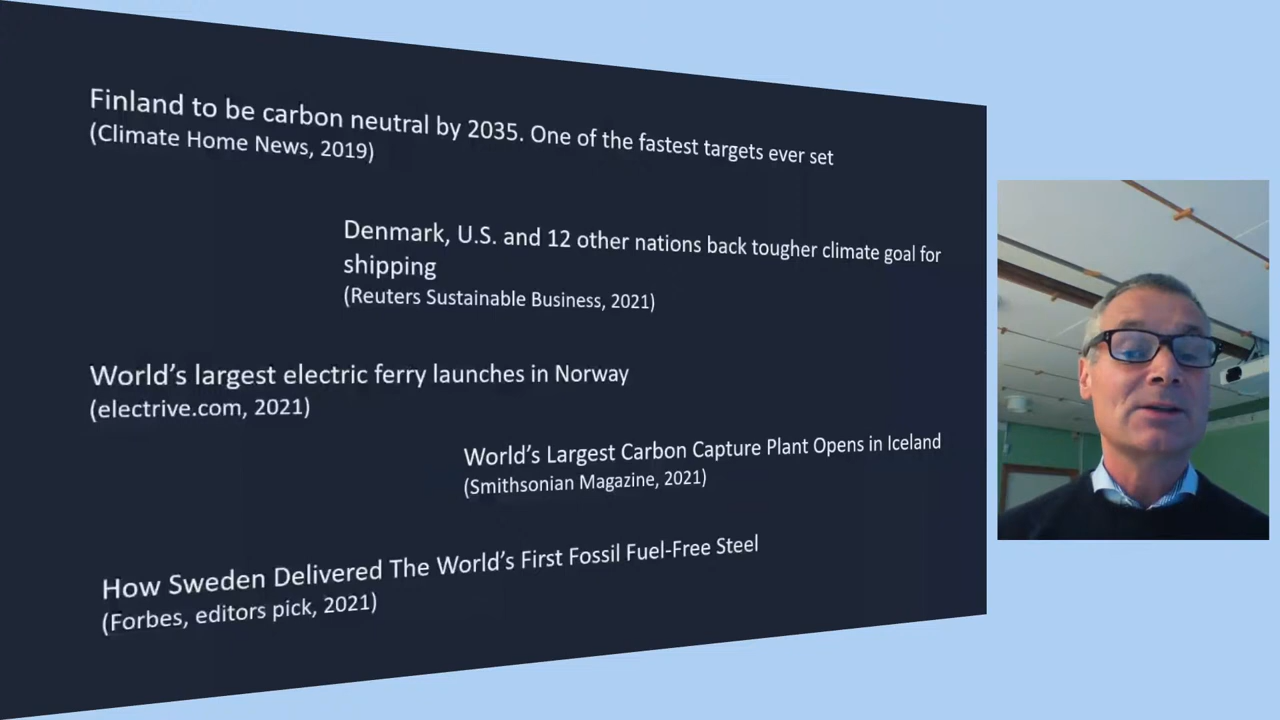 Finland to be carbon neutral by 2035. One of the fastest targets ever set
(Climate Home News, 2019)
Denmark, U.S. and 12 other nations back tougher climate goal for
shipping
(Reuters Sustainable Business, 2021)
World’s largest electric ferry launches in Norway
(electrive.com, 2021)
World’s Largest Carbon Capture Plant Opens in Iceland
(Smithsonian Magazine, 2021)
How Sweden Delivered The World’s First Fossil Fuel-Free Steel
(Forbes, editors pick, 2021)